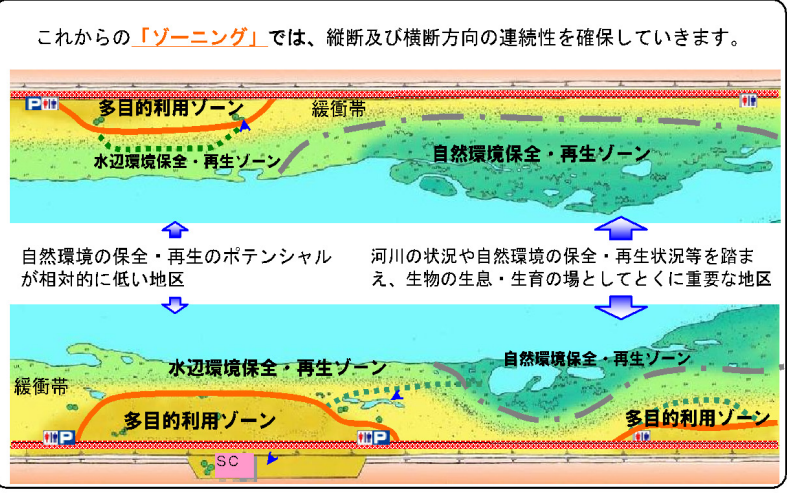 これからの「ゾーニング」では、縦断及び横断方向の連続性を確保していきます。
P
多目的利用ゾーン
緩衝帯
水辺環境保全・再生ゾーン
自然環境保全・再生ゾーン
自然環境の保全・再生のポテンシャル
が相対的に低い地区
河川の状況や自然環境の保全・再生状況等を踏ま
え、生物の生息・生育の場としてとくに重要な地区
水辺環境保全・再生ゾーン
自然環境保全・再生ゾーン
緩衝帯
多目的利用ゾーン
多目的利用ゾーン
P
P
SC